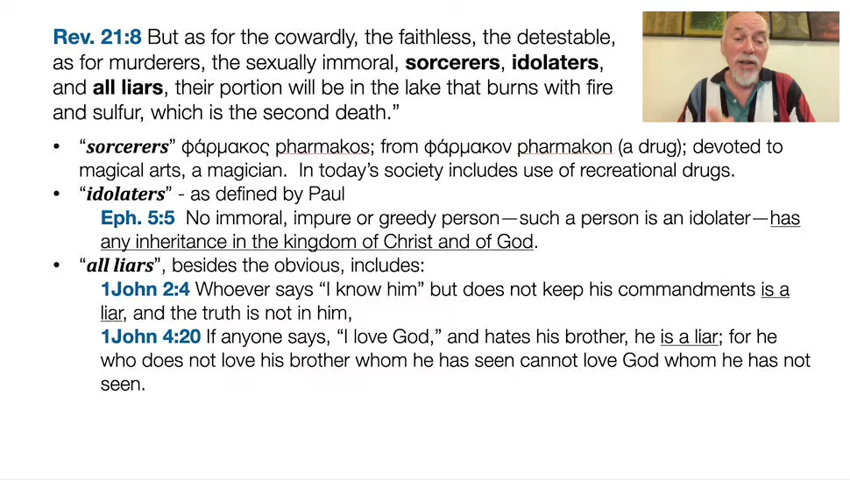 Rev. 21:8 But as for the cowardly, the faithless, the detestable,
as for murderers, the sexually immoral, sorcerers, idolaters,
and all liars, their portion will be in the lake that burns with fire
and sulfur, which is the second death.”
• “sorcerers” φάρμακος pharmakos; from φάρμακον pharmakon (a drug); devoted to
magical arts, a magician. In today's society includes use of recreational drugs.
• “idolaters” - as defined by Paul
Eph. 5:5 No immoral, impure or greedy person—such a person is an idolater—has
any inheritance in the kingdom of Christ and of God.
• “all liars”, besides the obvious, includes:
1John 2:4 Whoever says “I know him” but does not keep his commandments is a
liar, and the truth is not in him,
1John 4:20 If anyone says, “I love God,” and hates his brother, he is a liar; for he
who does not love his brother whom he has seen cannot love God whom he has not
seen.